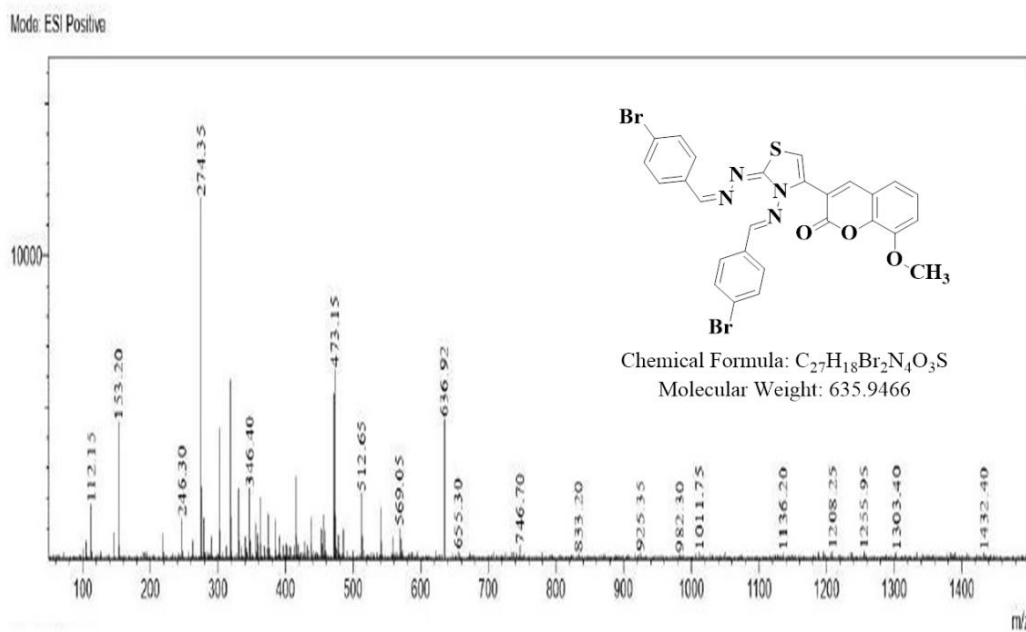 Mode: ESI Positive
10000
112.15
153.20
246.30
274.35
346.40
473.15
512.65
569.05
636.92
655.30
746.70
833.20
925.35
982.30
1011.75
1136.20
1208.25
1255.95
1303.40
1432.40
Br
S
N
N
N
N
O
O
O
CH3
Br
Chemical Formula: C27H18Br2N4O3S
Molecular Weight: 635.9466
100 200 300 400 500 600 700 800 900 1000 1100 1200 1300 1400